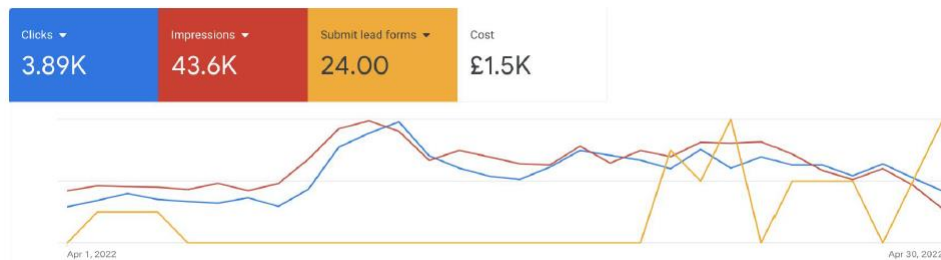 Clicks
Impressions
Submit lead forms
Cost
3.89K
43.6K
24.00
£1.5K
Apr 1, 2022
Apr 30, 2022